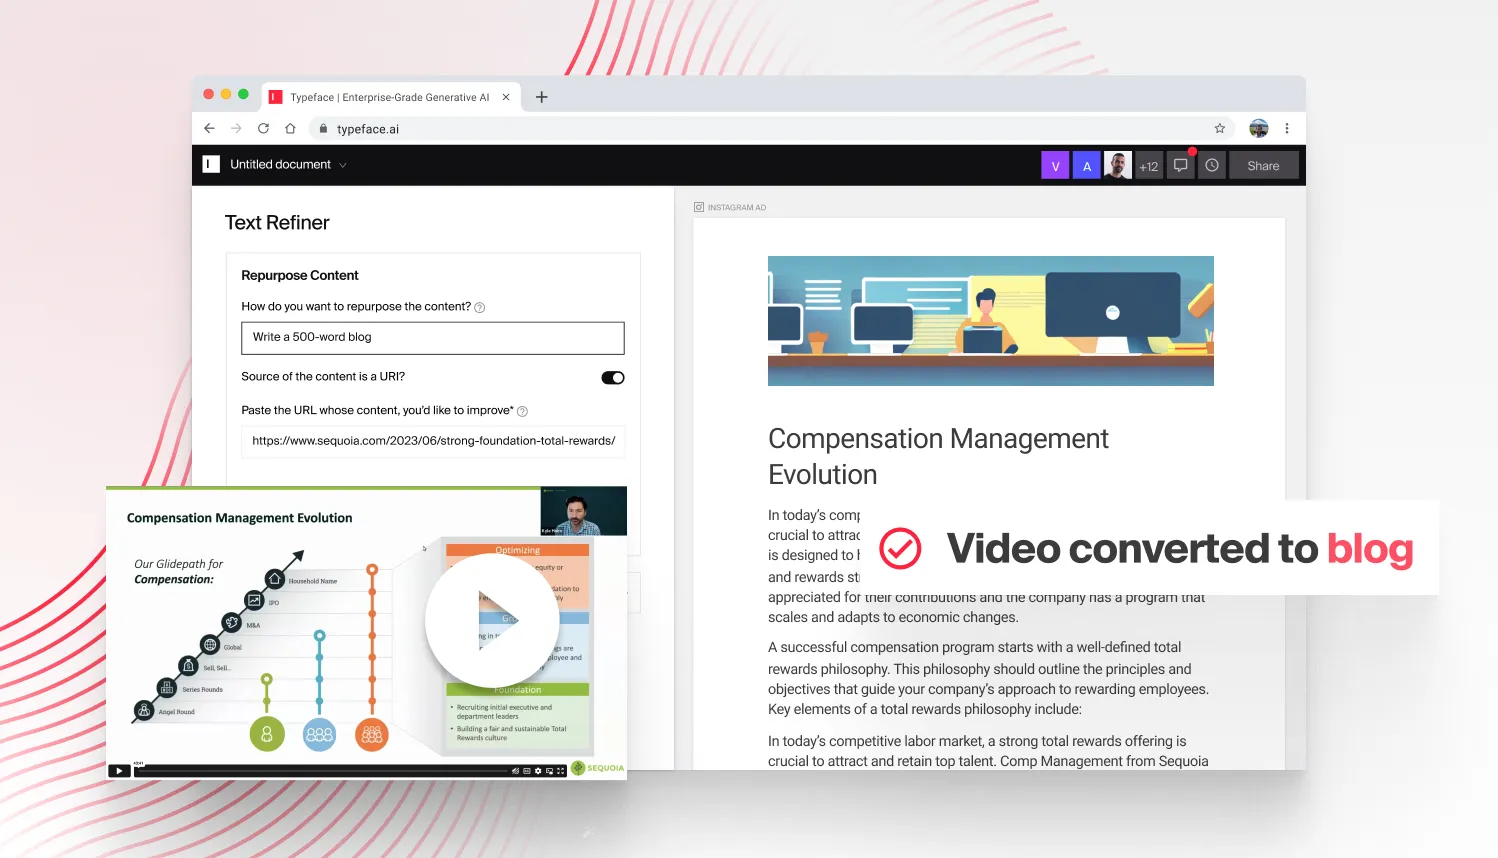 Typeface | Enterprise-Grade Generative AI
typeface.ai
Untitled document
V
A
+12
Share
Text Refiner
Repurpose Content
How do you want to repurpose the content?
Write a 500-word blog
Source of the content is a URI?
Paste the URL whose content, you'd like to improve*
https://www.sequoia.com/2023/06/strong-foundation-total-rewards/
Compensation Management Evolution
Our Glidepath for
Compensation:
Household Name
IPO
M&A
Global
Sell, Sell...
Series Rounds
Angel Round
Optimizing
equity or
dation to
Foundation
• Recruiting initial executive and
department leaders
• Building a fair and sustainable Total
Rewards culture
SEQUOIA
INSTAGRAM AD
Compensation Management
Evolution
In today's comp
crucial to attrac
is designed to h
and rewards st
appreciated for their contributions and the company has a program that
scales and adapts to economic changes.
A successful compensation program starts with a well-defined total
rewards philosophy. This philosophy should outline the principles and
objectives that guide your company's approach to rewarding employees.
Key elements of a total rewards philosophy include:
In today's competitive labor market, a strong total rewards offering is
crucial to attract and retain top talent. Comp Management from Sequoia
Video converted to blog